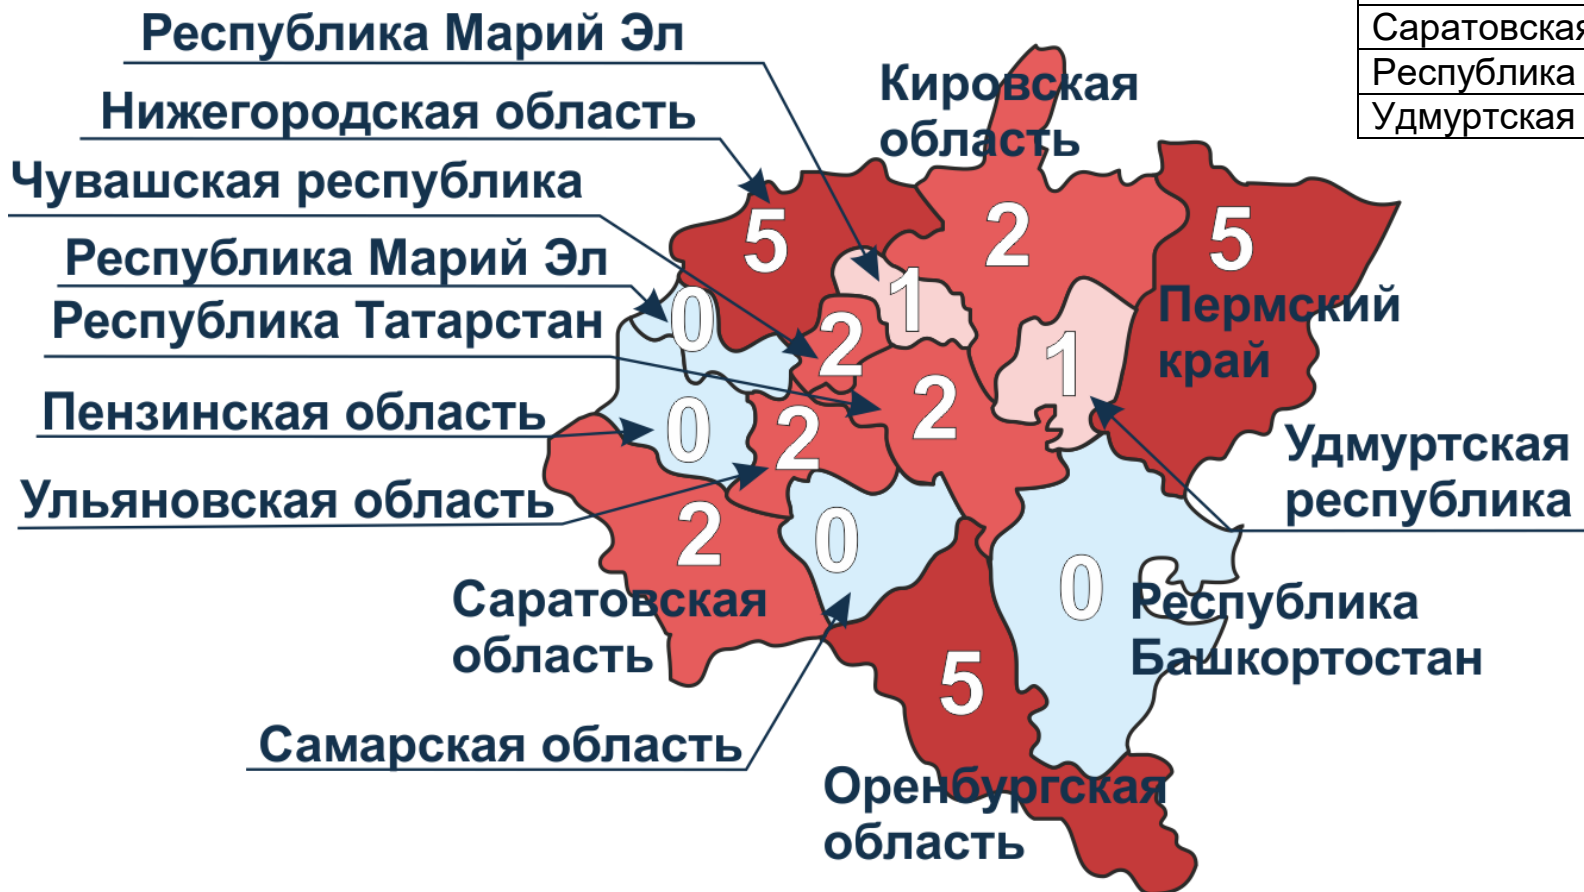 Республика Марий Эл
Саратовская
Республика
Удмуртская
Кировская
область
Нижегородская область
Чувашская республика
5
2
5
Республика Марий Эл
1
Республика Татарстан
0
2
1
Пермский
край
Пензинская область
0
2
2
Удмуртская
республика
Ульяновская область
2
0
Саратовская
область
0
Республика
Башкортостан
5
Самарская область
Оренбургская
область